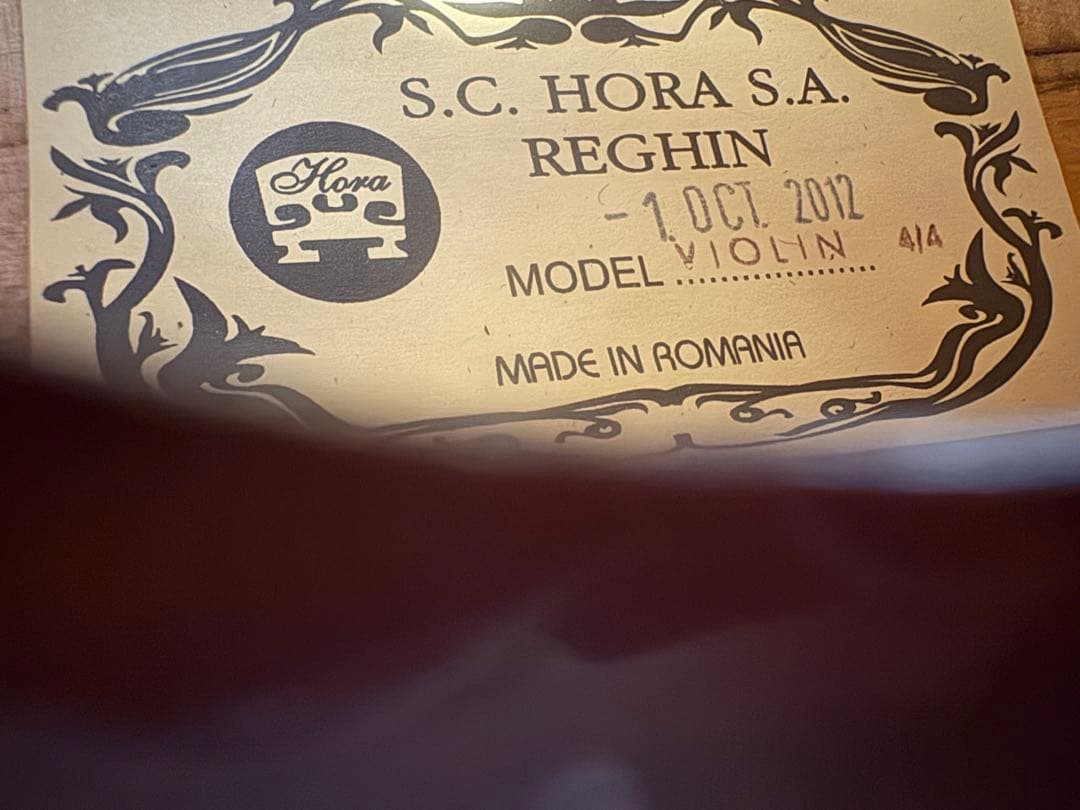 S.C. HORA S.A.
REGHIN
Hora
- 1. OCT. 2012
MODEL VIOLIN 4/4
MADE IN ROMANIA